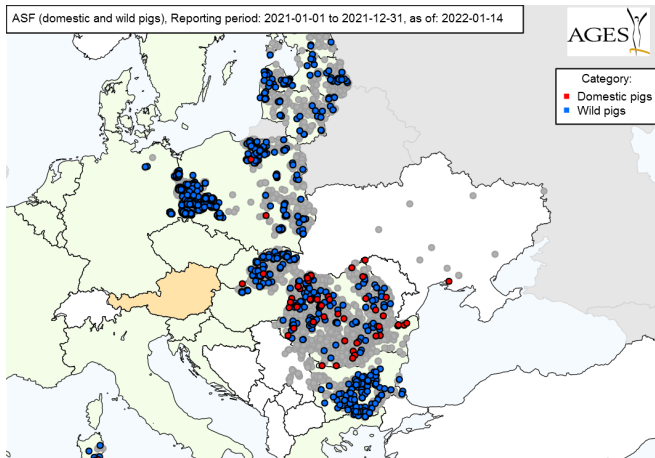 ASF (domestic and wild pigs), Reporting period: 2021-01-01 to 2021-12-31, as of: 2022-01-14
AGES
Category:
Domestic pigs
Wild pigs